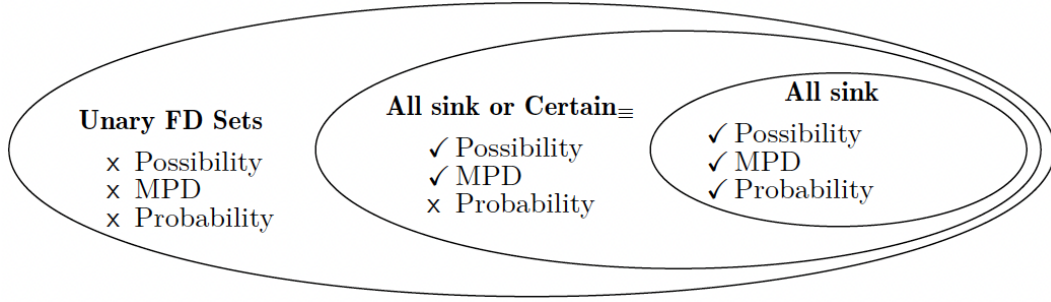 Unary FD Sets
x Possibility
x MPD
x Probability
All sink or Certain≡
✓ Possibility
✓ MPD
x Probability
All sink
✓ Possibility
✓ MPD
✓ Probability